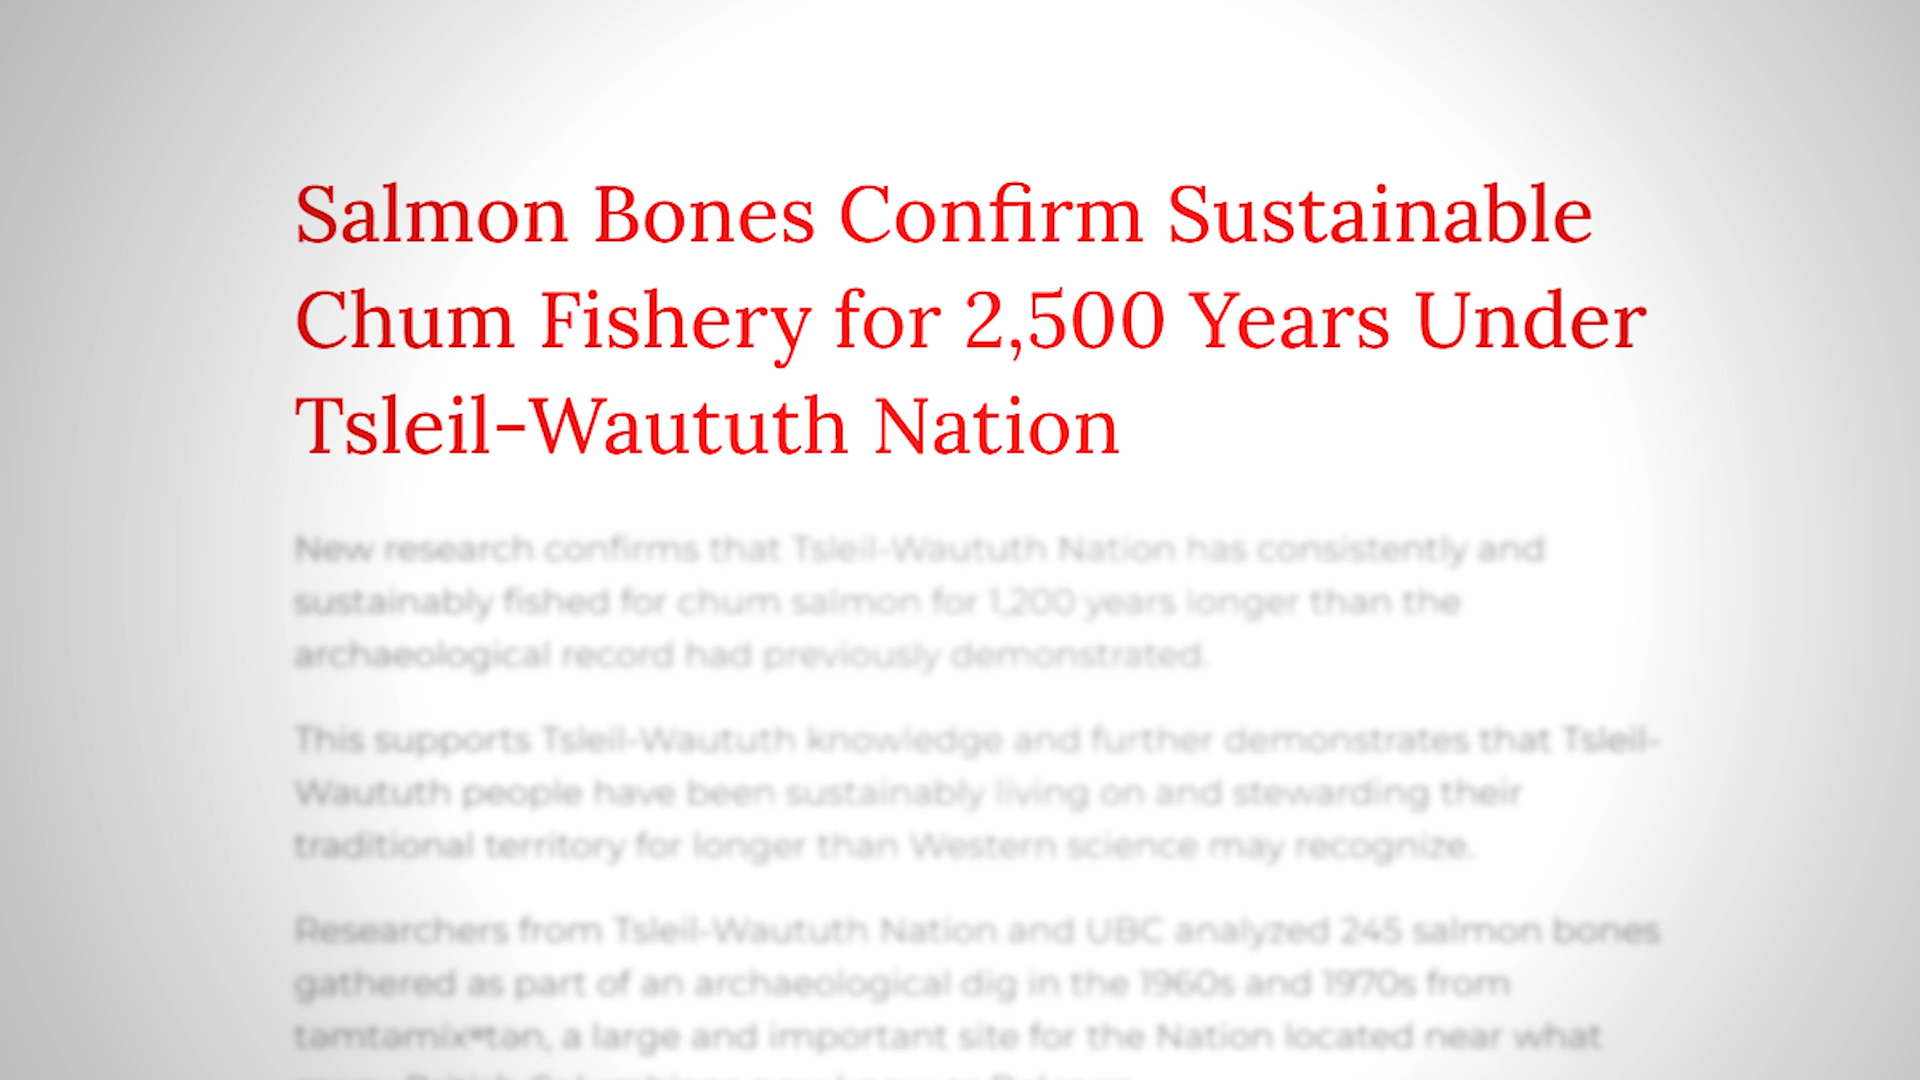 Salmon Bones Confirm Sustainable
Chum Fishery for 2,500 Years Under
Tsleil-Waututh Nation
New research confirms that Tsleil-Waututh Nation has consistently and
sustainably fished for chum salmon for 1,200 years longer than the
archaeological record had previously demonstrated.
This supports Tsleil-Waututh knowledge and further demonstrates that Tsleil-
Waututh people have been sustainably living on and stewarding their
traditional territory for longer than Western science may recognize.
Researchers from Tsleil-Waututh Nation and UBC analyzed 245 salmon bones
gathered as part of an archaeological dig in the 1960s and 1970s from
a large and important site for the Nation located near what